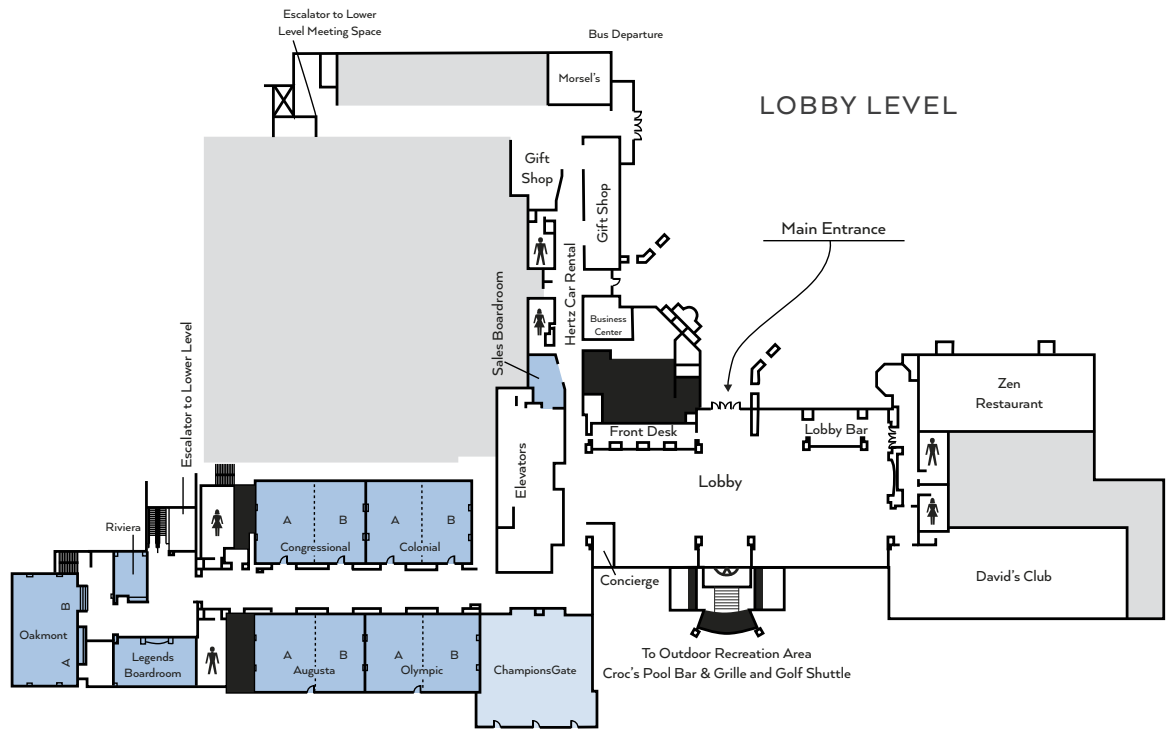 Escalator to Lower
Level Meeting Space
Bus Departure
Morsel's
LOBBY LEVEL
Gift
Shop
Gift Shop
Main Entrance
Hertz Car Rental
Sales Boardroom
Business
Center
Escalator to Lower Level
Zen
Restaurant
Front Desk
Lobby Bar
Elevators
Lobby
A
B
A
B
Congressional
Colonial
Riviera
Concierge
David's Club
B
Oakmont
A
Legends
Boardroom
A
B
A
B
Augusta
Olympic
ChampionsGate
To Outdoor Recreation Area
Croc's Pool Bar & Grille and Golf Shuttle